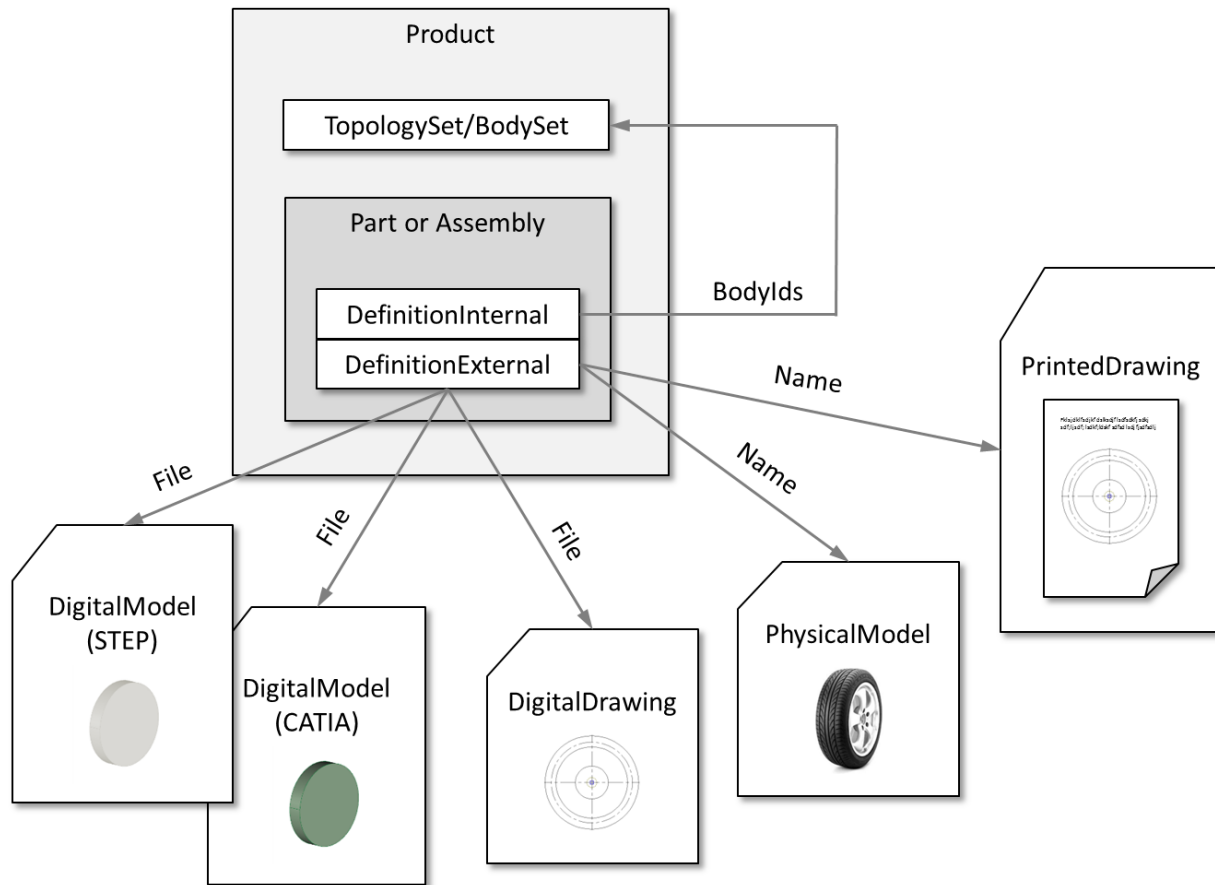 Product
TopologySet/BodySet
Part or Assembly
DefinitionInternal
BodyIds
DefinitionExternal
Name
PrintedDrawing
File
File
File
Name
DigitalModel
(STEP)
DigitalModel
(CATIA)
DigitalDrawing
PhysicalModel